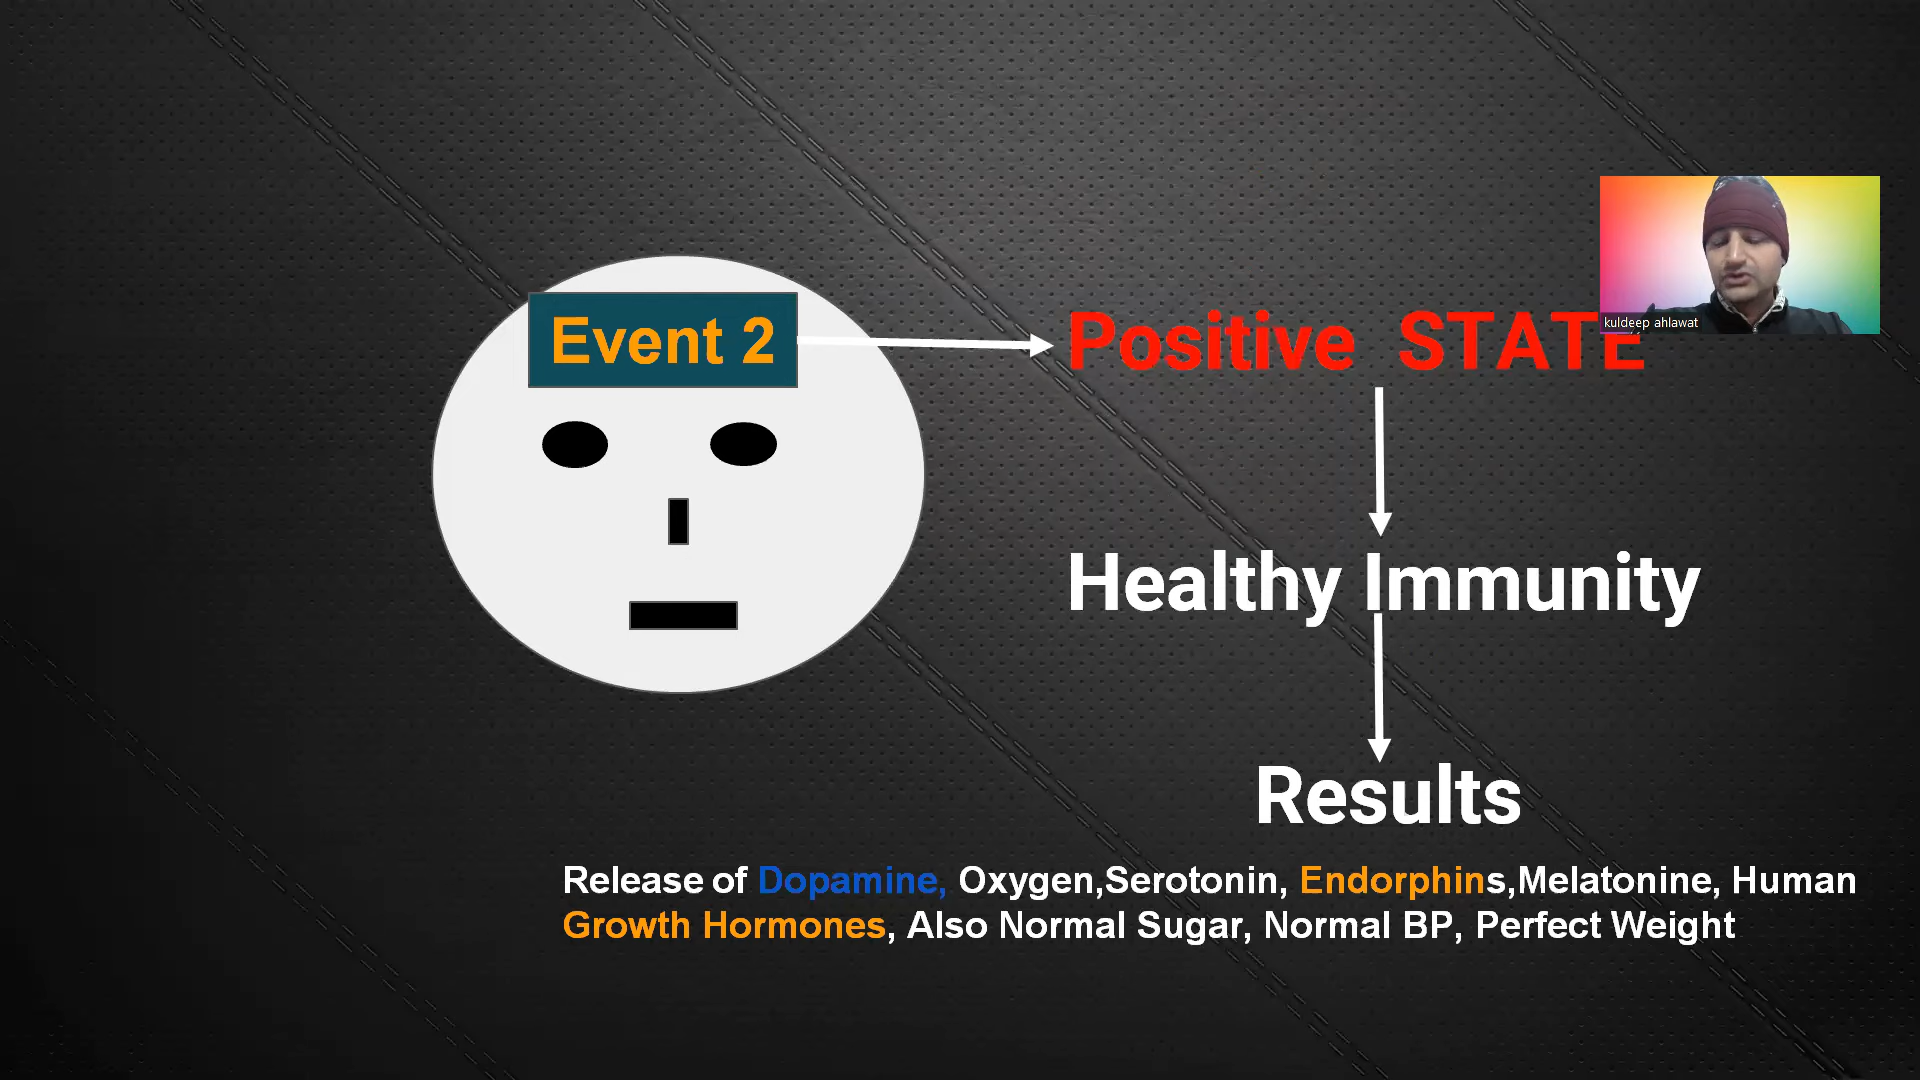 Event 2
Positive STATE
kuldeep ahlawat
Healthy Immunity
Results
Release of Dopamine, Oxygen,Serotonin, Endorphins,Melatonine, Human
Growth Hormones, Also Normal Sugar, Normal BP, Perfect Weight